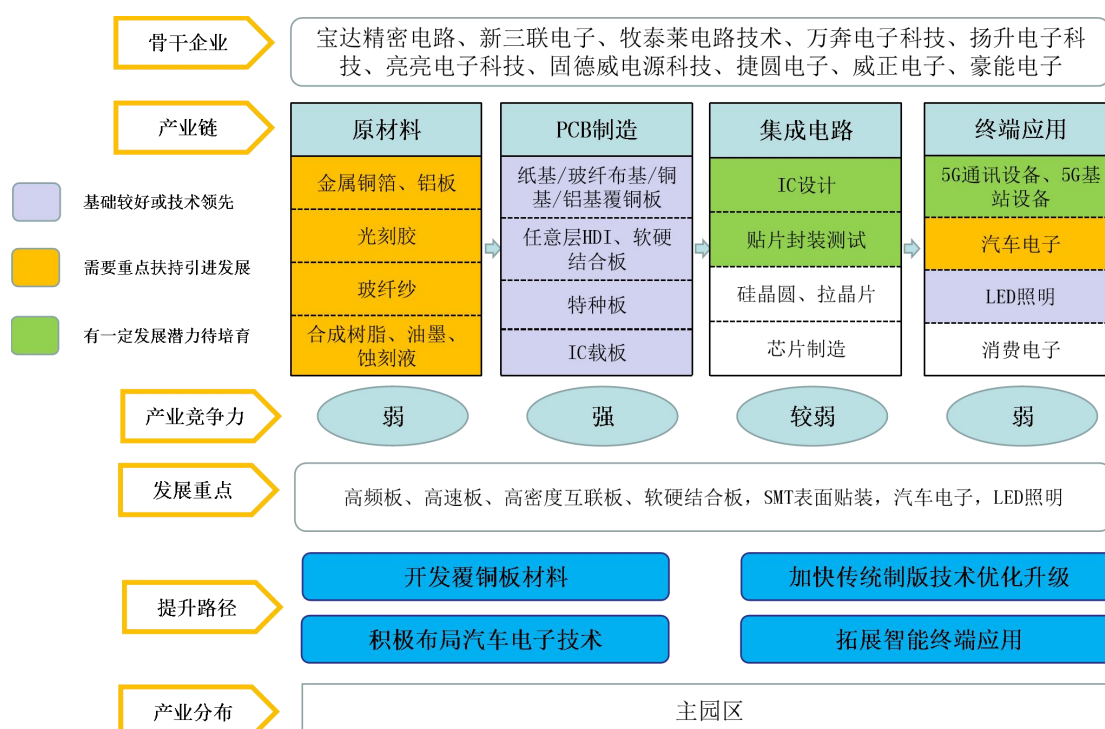 骨干企业
宝达精密电路、新三联电子、牧泰莱电路技术、万奔电子科技、扬升电子科
技、亮亮电子科技、固德威电源科技、捷圆电子、威正电子、豪能电子
产业链
原材料
PCB制造
集成电路
终端应用
基础较好或技术领先
需要重点扶持引进发展
有一定发展潜力待培育
金属铜箔、铝板
光刻胶
玻纤纱
合成树脂、油墨、
蚀刻液
纸基/玻纤布基/铜
基/铝基覆铜板
任意层HDI、软硬
结合板
特种板
IC载板
IC设计
贴片封装测试
硅晶圆、拉晶片
芯片制造
5G通讯设备、5G基
站设备
汽车电子
LED照明
消费电子
产业竞争力
弱
强
较弱
弱
发展重点
高频板、高速板、高密度互联板、软硬结合板，SMT表面贴装，汽车电子，LED照明
提升路径
开发覆铜板材料
加快传统制版技术优化升级
积极布局汽车电子技术
拓展智能终端应用
产业分布
主园区